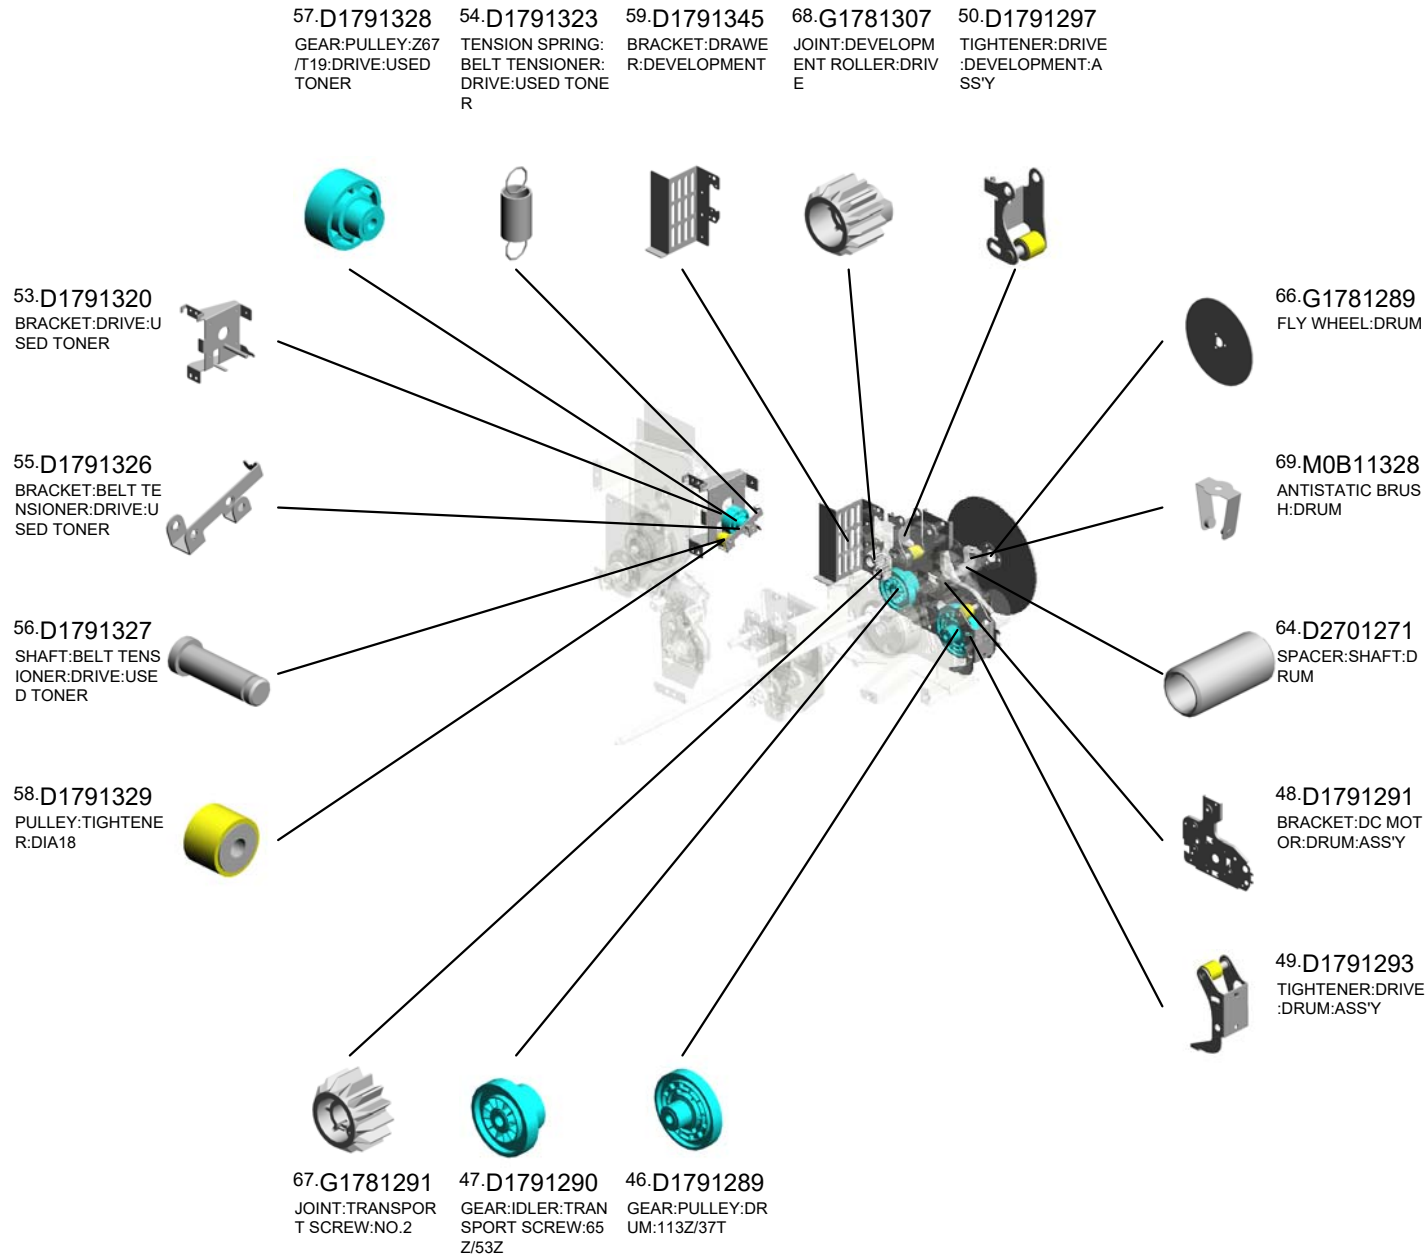 57.D1791328
GEAR:PULLEY:Z67
/T19:DRIVE:USED
TONER
54.D1791323
TENSION SPRING:
BELT TENSIONER:
DRIVE:USED TONE
R
59.D1791345
BRACKET:DRAWE
R:DEVELOPMENT
68.G1781307
JOINT:DEVELOPM
ENT ROLLER:DRIV
E
50.D1791297
TIGHTENER:DRIVE
:DEVELOPMENT:A
SS'Y
53.D1791320
BRACKET:DRIVE:U
SED TONER
66.G1781289
FLY WHEEL:DRUM
55.D1791326
BRACKET:BELT TE
NSIONER:DRIVE:U
SED TONER
69.M0B11328
ANTISTATIC BRUS
H:DRUM
56.D1791327
SHAFT:BELT TENS
IONER:DRIVE:USE
D TONER
64.D2701271
SPACER:SHAFT:D
RUM
58.D1791329
PULLEY:TIGHTENE
R:DIA18
48.D1791291
BRACKET:DC MOT
OR:DRUM:ASS'Y
49.D1791293
TIGHTENER:DRIVE
:DRUM:ASS'Y
67.G1781291
JOINT:TRANSPOR
T SCREW:NO.2
47.D1791290
GEAR:IDLER:TRAN
SPORT SCREW:65
Z/53Z
46.D1791289
GEAR:PULLEY:DR
UM:113Z/37T